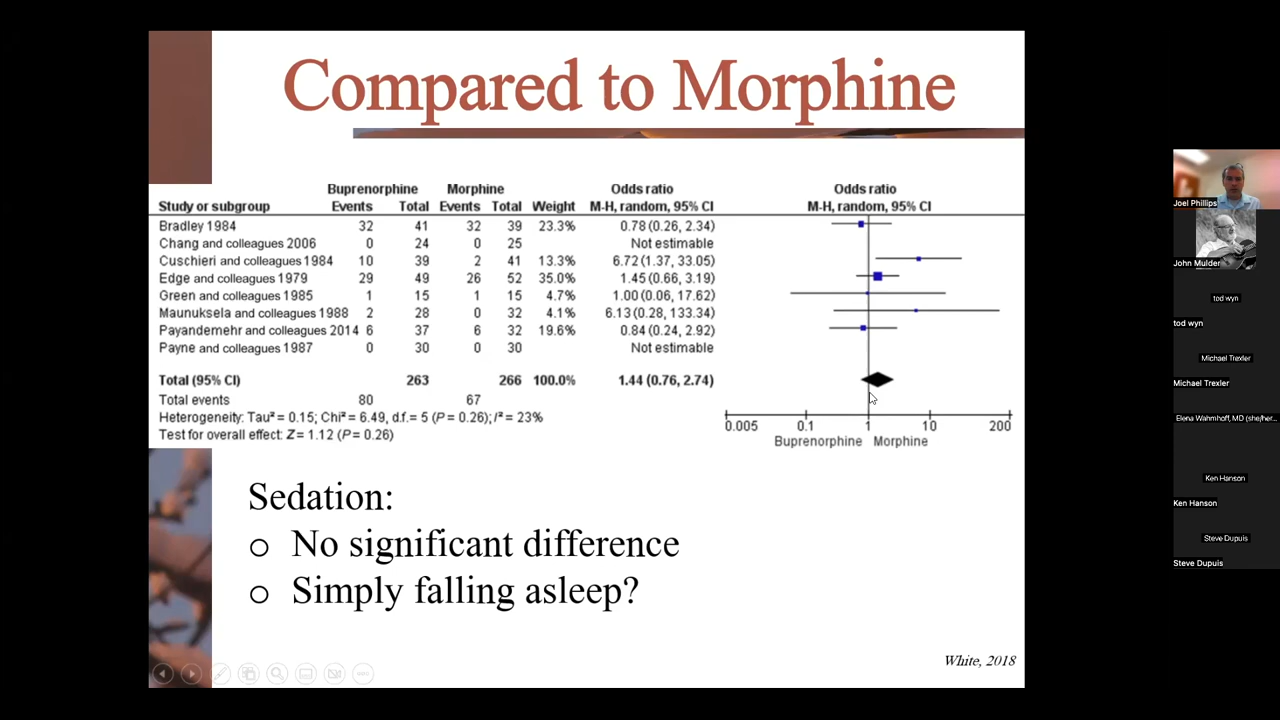 Compared to Morphine
Buprenorphine Morphine Odds ratio Odds ratio
Study or subgroup Events Total Events Total Weight M-H, random, 95% CI M-H, random, 95% CI
Bradley 1984 32 41 32 39 23.3% 0.78 (0.26, 2.34)
Chang and colleagues 2006 0 24 0 25 Not estimable
Cuschieri and colleagues 1984 10 39 2 41 13.3% 6.72 (1.37, 33.05)
Edge and colleagues 1979 29 49 26 52 35.0% 1.45 (0.66, 3.19)
Green and colleagues 1985 1 15 1 15 4.7% 1.00 (0.06, 17.62)
Maunuksela and colleagues 1988 2 28 0 32 4.1% 6.13 (0.28, 133.34)
Payandemehr and colleagues 2014 6 37 6 32 19.6% 0.84 (0.24, 2.92)
Payne and colleagues 1987 0 30 0 30 Not estimable
Total (95% CI) 263 266 100.0% 1.44 (0.76, 2.74)
Total events 80 67
Heterogeneity: Tau² = 0.15; Chi² = 6.49, d.f. = 5 (P = 0.26); I² = 23%
Test for overall effect: Z = 1.12 (P = 0.26)
0.005 0.1 1 10 200
Buprenorphine Morphine
Sedation:
o No significant difference
o Simply falling asleep?
White, 2018
Joel Phillips
John Mulder
tod wyn
tod wyn
Michael Trexler
Michael Trexler
Elena Wahmhoff, MD (she/her...
Ken Hanson
Ken Hanson
Steve Dupuis
Steve Dupuis